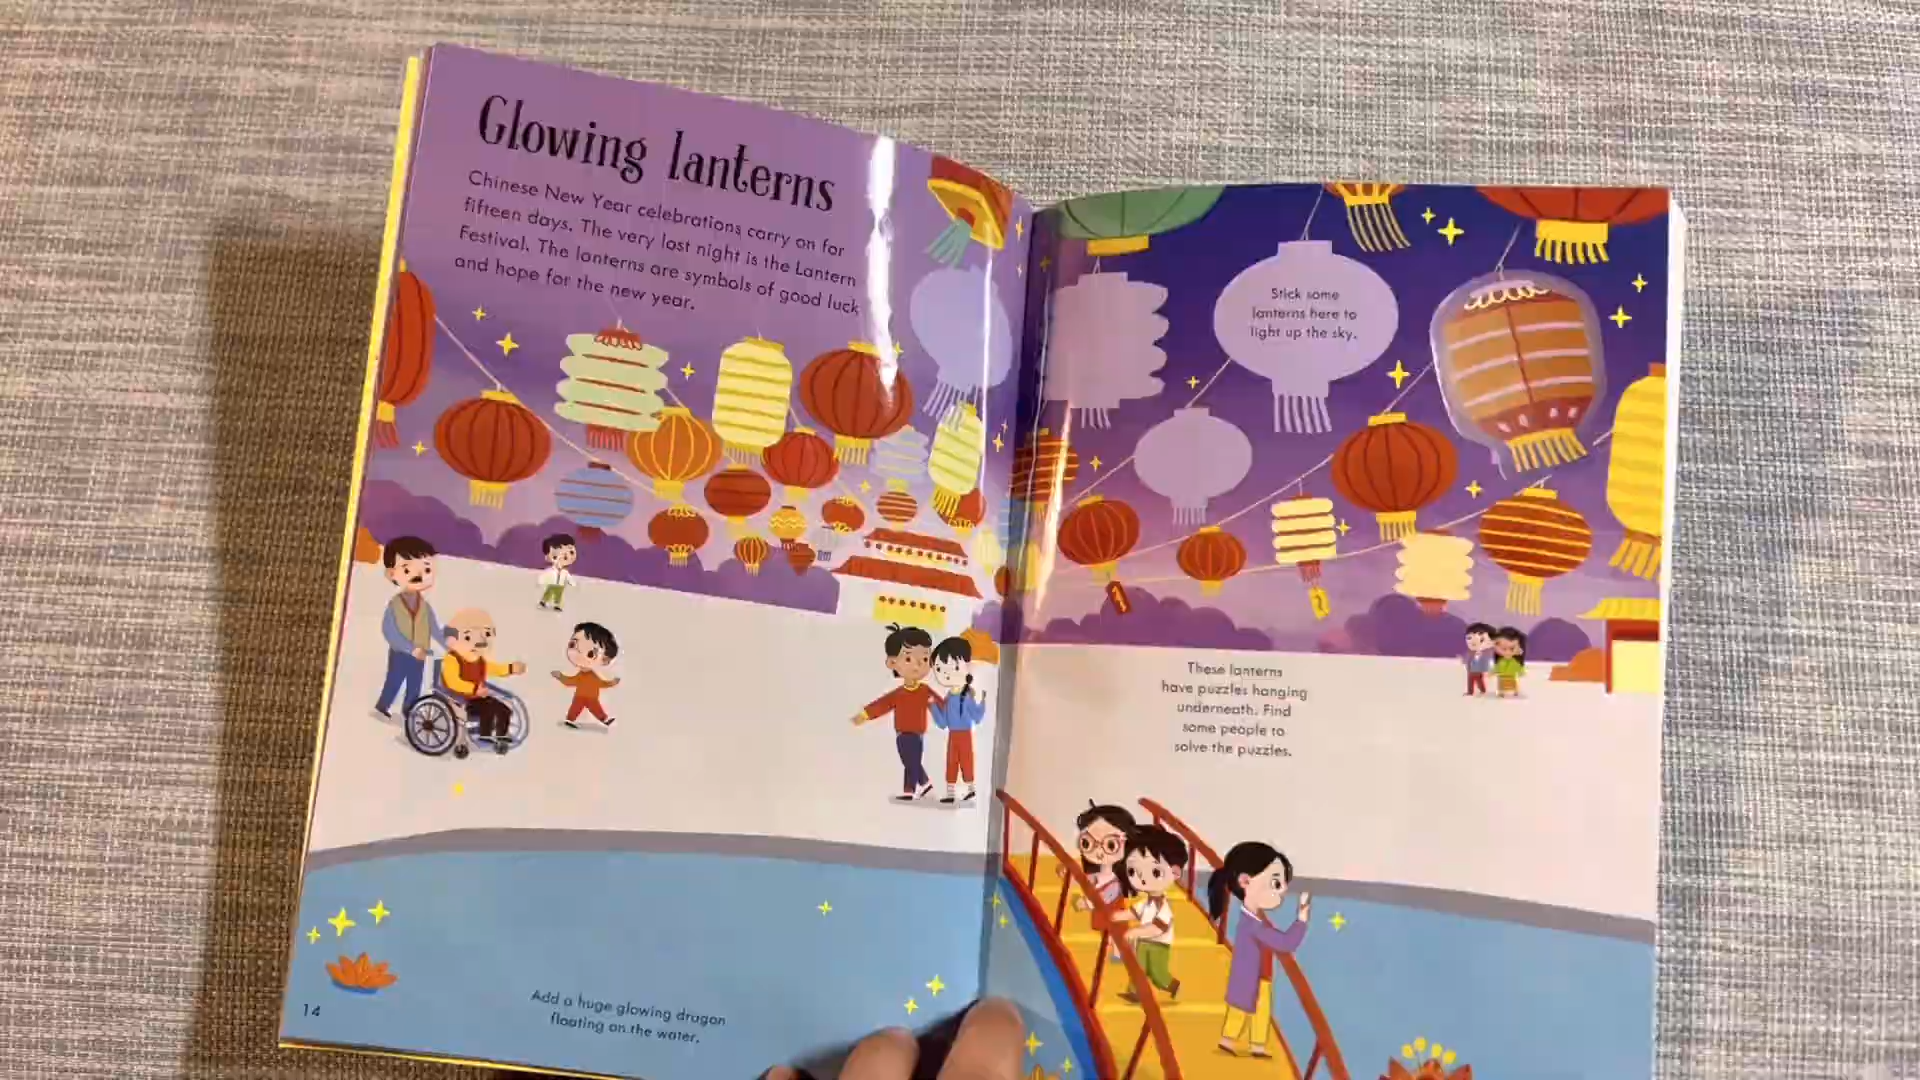 Glowing lanterns
Chinese New Year celebrations carry on for
fifteen days. The very last night is the Lantern
Festival. The lanterns are symbols of good luck
and hope for the new year.
Stick some
lanterns here to
light up the sky.
These lanterns
have puzzles hanging
underneath. Find
some people to
solve the puzzles.
Add a huge glowing dragon
floating on the water.
14